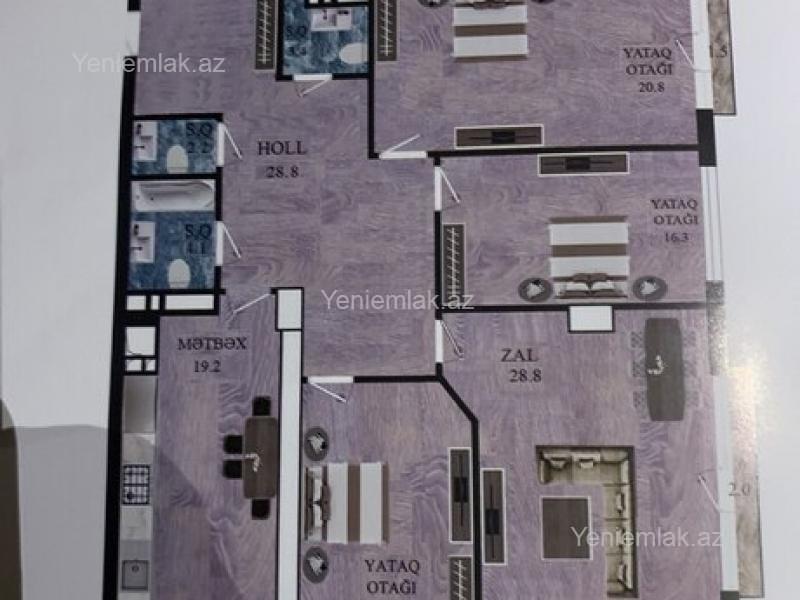 Yeniemlak.az
S.Q
YATAQ
OTAĞI
20.8
1.5
S.Q
2.2
HOLL
28.8
YATAQ
OTAĞI
16.3
S.Q
4.1
Yeniemlak.az
MƏTBƏX
19.2
ZAL
28.8
2.0
Yeniemlak.az
YATAQ
OTAĞI